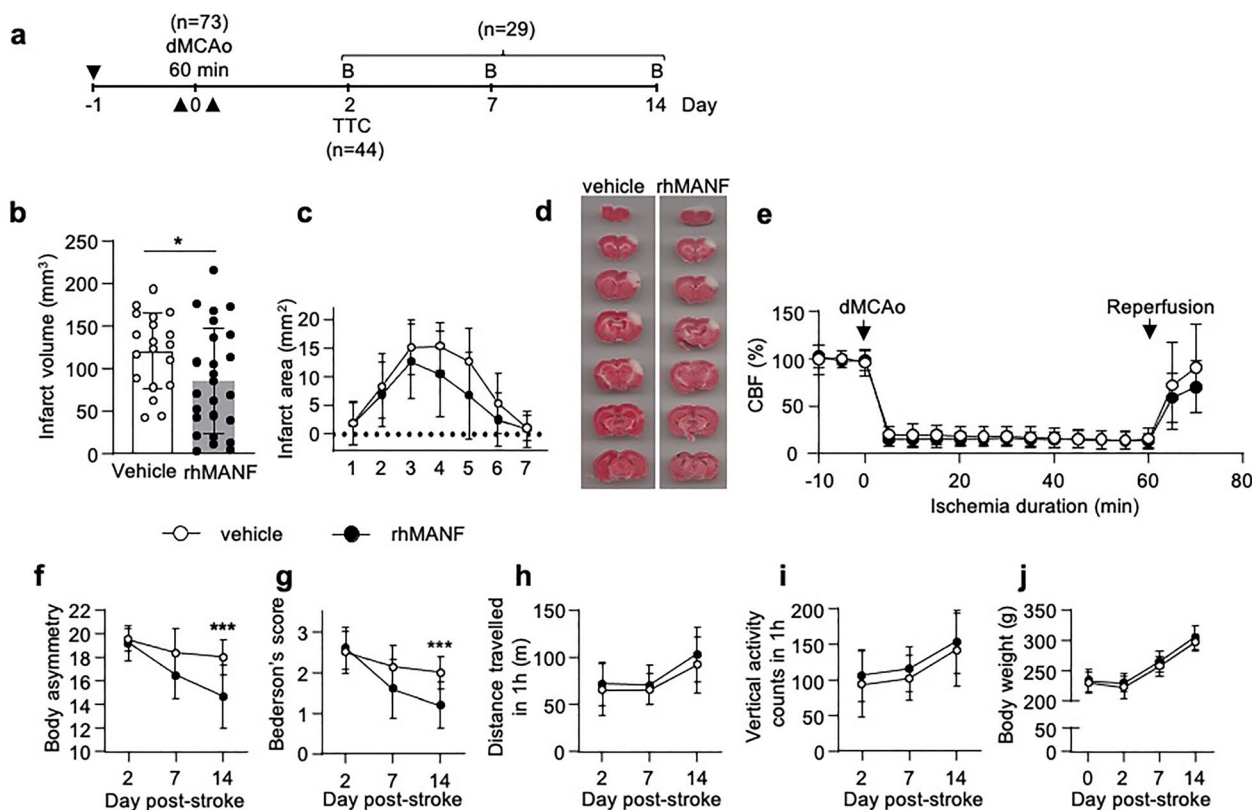 a
(n=73)
dMCAo
60 min
(n=29)
B B B
-1 0 2 7 14 Day
TTC
(n=44)
b
Infarct volume (mm³)
250
200
150
100
50
0
*
Vehicle rhMANF
c
Infarct area (mm²)
20
15
10
5
0
1 2 3 4 5 6 7
d
vehicle rhMANF
e
CBF (%)
150
100
50
0
dMCAo
Reperfusion
-10 0 20 40 60 80
Ischemia duration (min)
vehicle rhMANF
f
Body asymmetry
22
20
18
16
14
12
10
***
2 7 14
Day post-stroke
g
Bederson's score
3
2
1
0
***
2 7 14
Day post-stroke
h
Distance travelled
in 1h (m)
150
100
50
0
2 7 14
Day post-stroke
i
Vertical activity
counts in 1h
200
150
100
50
0
2 7 14
Day post-stroke
j
Body weight (g)
350
300
250
200
50
0
0 2 7 14
Day post-stroke